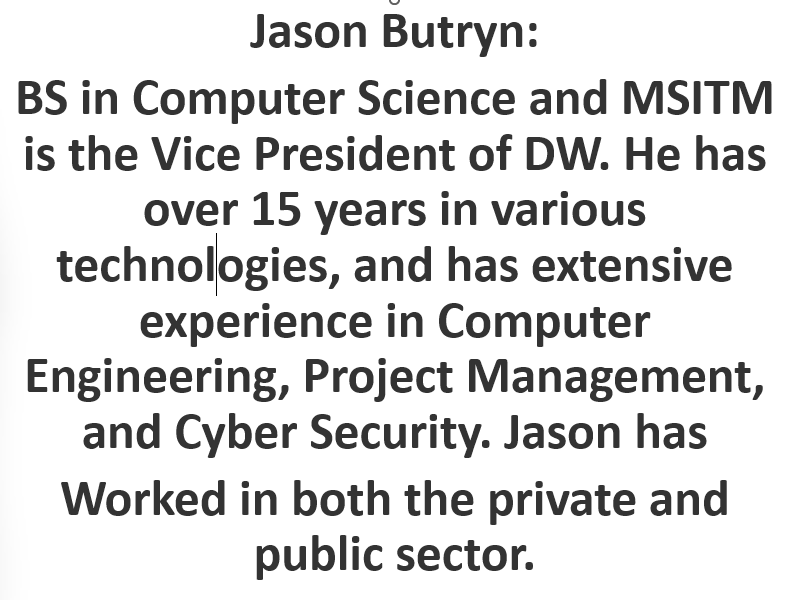 Jason Butryn:
BS in Computer Science and MSITM
is the Vice President of DW. He has
over 15 years in various
technologies, and has extensive
experience in Computer
Engineering, Project Management,
and Cyber Security. Jason has
Worked in both the private and
public sector.